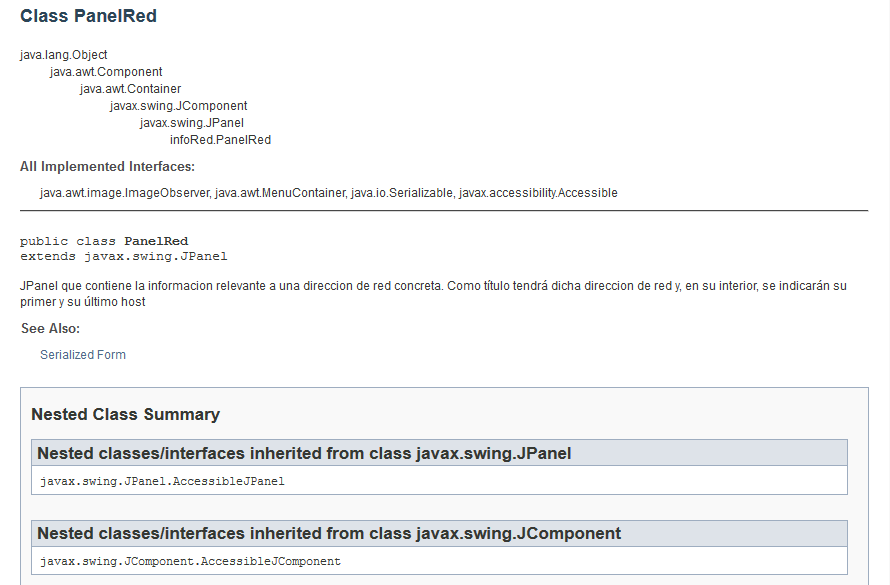 Class PanelRed
java.lang.Object
java.awt.Component
java.awt.Container
javax.swing.JComponent
javax.swing.JPanel
infoRed.PanelRed
All Implemented Interfaces:
java.awt.image.ImageObserver, java.awt.MenuContainer, java.io.Serializable, javax.accessibility.Accessible
public class PanelRed
extends javax.swing.JPanel
JPanel que contiene la informacion relevante a una direccion de red concreta. Como título tendrá dicha direccion de red y, en su interior, se indicarán su
primer y su último host
See Also:
Serialized Form
Nested Class Summary
Nested classes/interfaces inherited from class javax.swing.JPanel
javax.swing.JPanel.AccessibleJPanel
Nested classes/interfaces inherited from class javax.swing.JComponent
javax.swing.JComponent.AccessibleJComponent